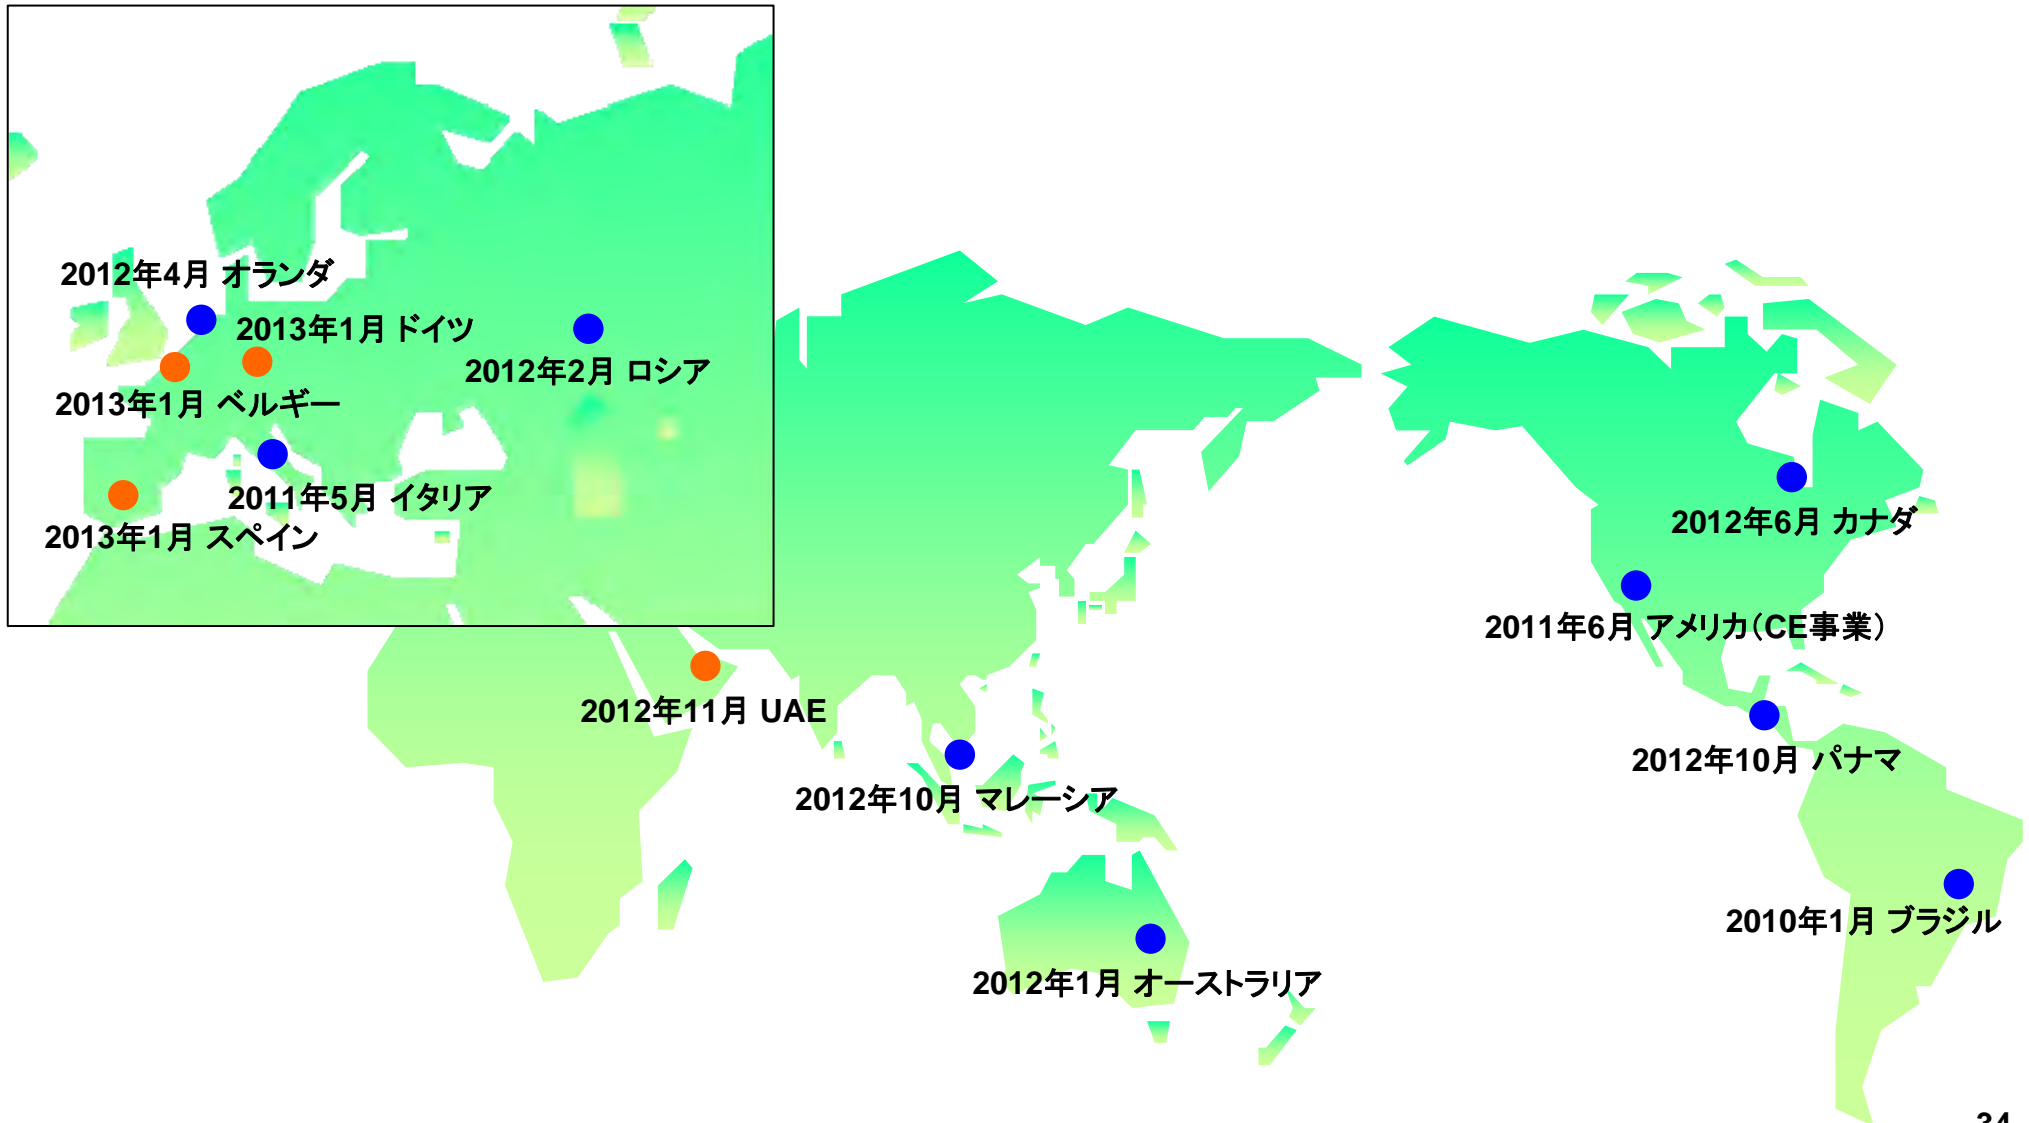 2012年4月 オランダ
2013年1月 ドイツ
2012年2月 ロシア
2013年1月 ベルギー
2011年5月 イタリア
2013年1月 スペイン
2012年6月 カナダ
2011年6月 アメリカ(CE事業)
2012年11月 UAE
2012年10月 パナマ
2012年10月 マレーシア
2010年1月 ブラジル
2012年1月 オーストラリア
34